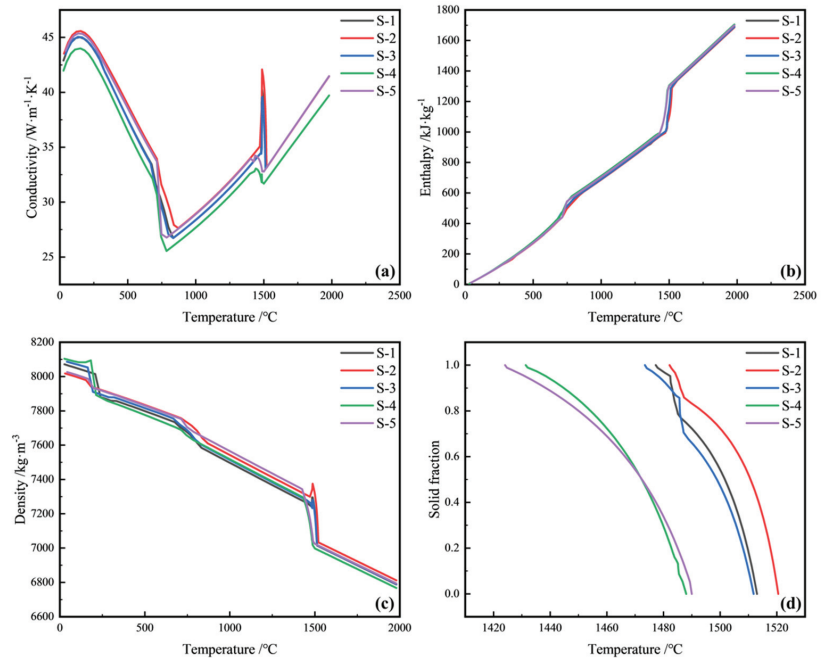 45
40
35
30
25
0
500
1000
1500
2000
2500
Conductivity /W·m⁻¹·K⁻¹
Temperature /°C
S-1
S-2
S-3
S-4
S-5
(a)
1800
1600
1400
1200
1000
800
600
400
200
0
0
500
1000
1500
2000
2500
Enthalpy /kJ·kg⁻¹
Temperature /°C
S-1
S-2
S-3
S-4
S-5
(b)
8200
8000
7800
7600
7400
7200
7000
6800
6600
0
500
1000
1500
2000
Density /kg·m⁻³
Temperature /°C
S-1
S-2
S-3
S-4
S-5
(c)
1.0
0.8
0.6
0.4
0.2
0.0
1420
1440
1460
1480
1500
1520
Solid fraction
Temperature /°C
S-1
S-2
S-3
S-4
S-5
(d)